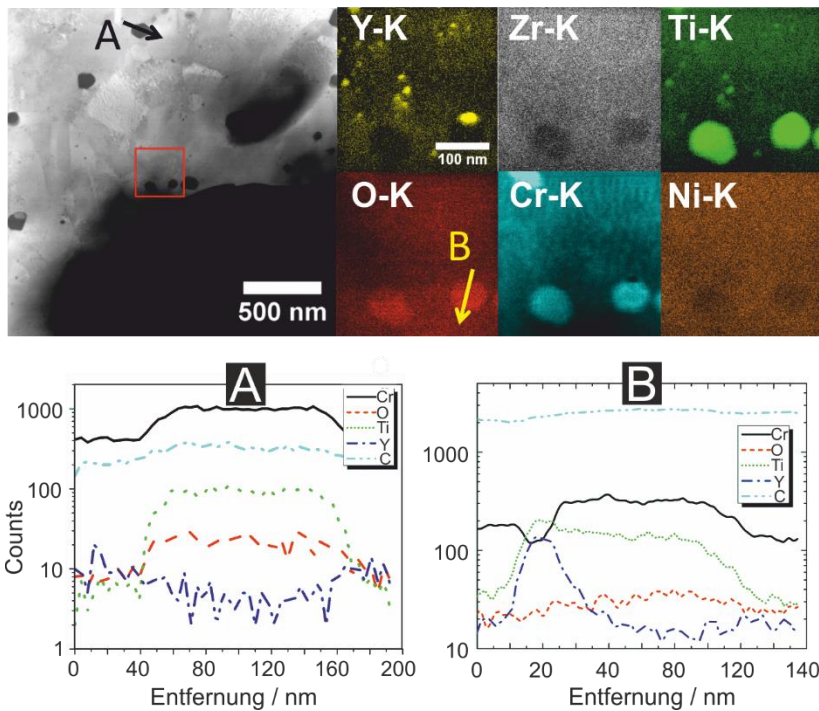 A
500 nm
Y-K
100 nm
Zr-K
Ti-K
O-K
B
Cr-K
Ni-K
A
Counts
1000
100
10
1
0
40
80
120
160
200
Entfernung / nm
Cr
O
Ti
Y
C
B
1000
100
10
0
20
60
80
100
120
140
Entfernung / nm
Cr
O
Ti
Y
C